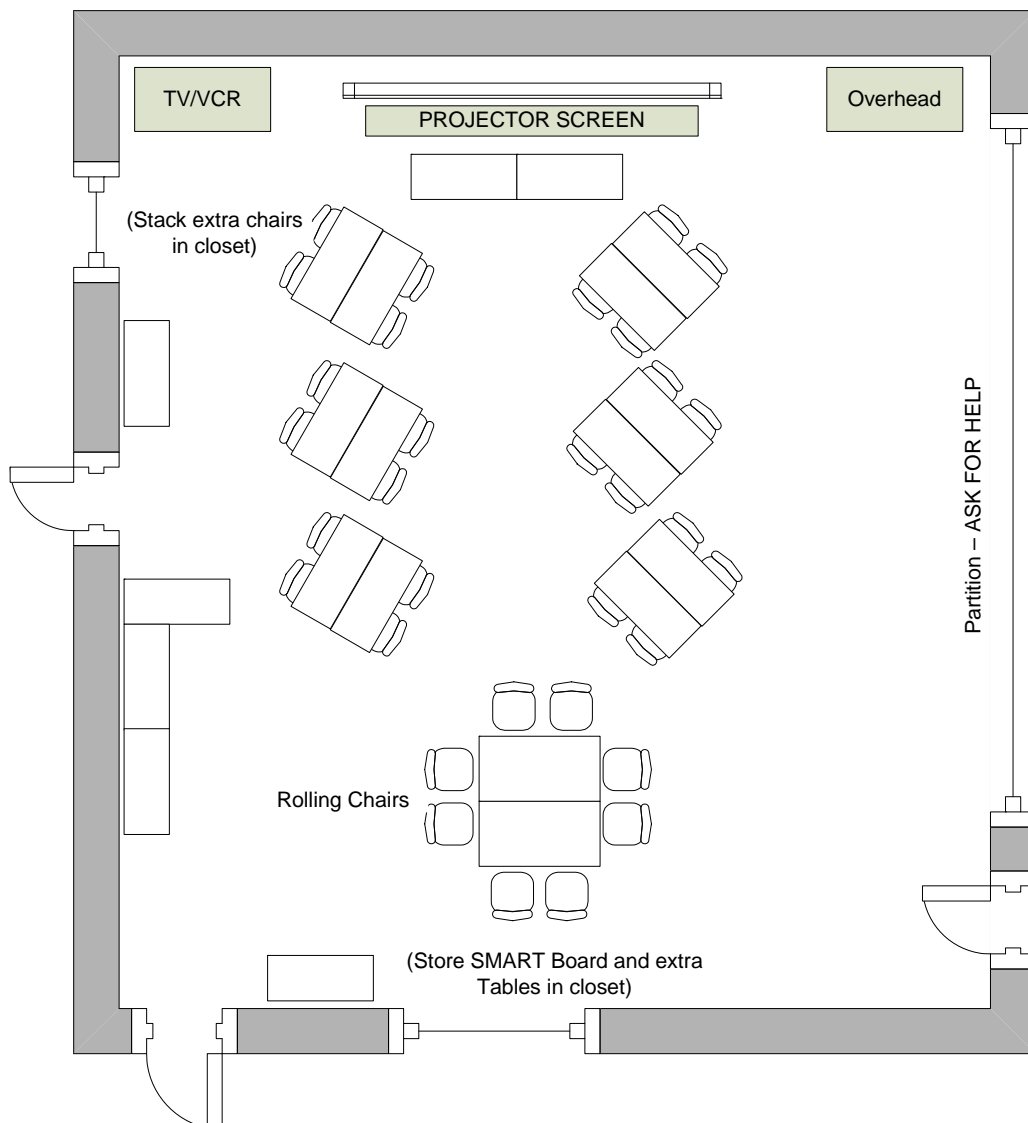 TV/VCR
PROJECTOR SCREEN
Overhead
(Stack extra chairs
in closet)
Partition – ASK FOR HELP
Rolling Chairs
(Store SMART Board and extra
Tables in closet)